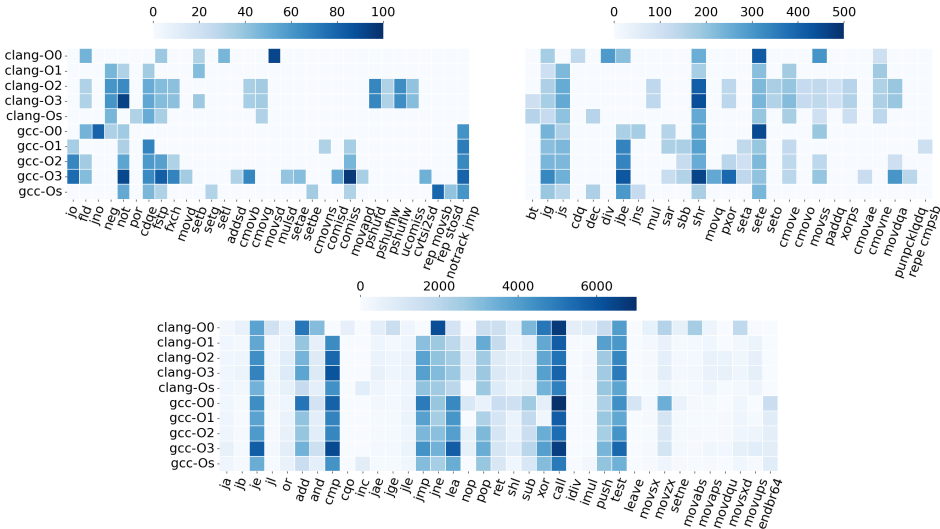 0 20 40 60 80 100
clang-O0
clang-O1
clang-O2
clang-O3
clang-Os
gcc-O0
gcc-O1
gcc-O2
gcc-O3
gcc-Os
jo fld jno neg not por cdqe fstp fxch movd setb setg setl addsd cmovb cmovg movsd mulsd setae setbe cmovns comisd comiss movapd pshufd pshufhw pshuflw ucomiss cvtsi2sd rep movsb rep stosd notrack jmp
0 100 200 300 400 500
bt jg js cdq dec div jbe jns mul sar sbb shr movq pxor seta sete seto cmove cmovo movss paddq xorps cmovae cmovne movdqa punpcklqdq repe cmpsb
0 2000 4000 6000
clang-O0
clang-O1
clang-O2
clang-O3
clang-Os
gcc-O0
gcc-O1
gcc-O2
gcc-O3
gcc-Os
ja jb je jl or add and cmp cqo inc jae jge jle jmp jne lea nop pop ret shl sub xor call idiv imul push test leave movsx movzx setne movabs movaps movdqu movsxd movups endbr64